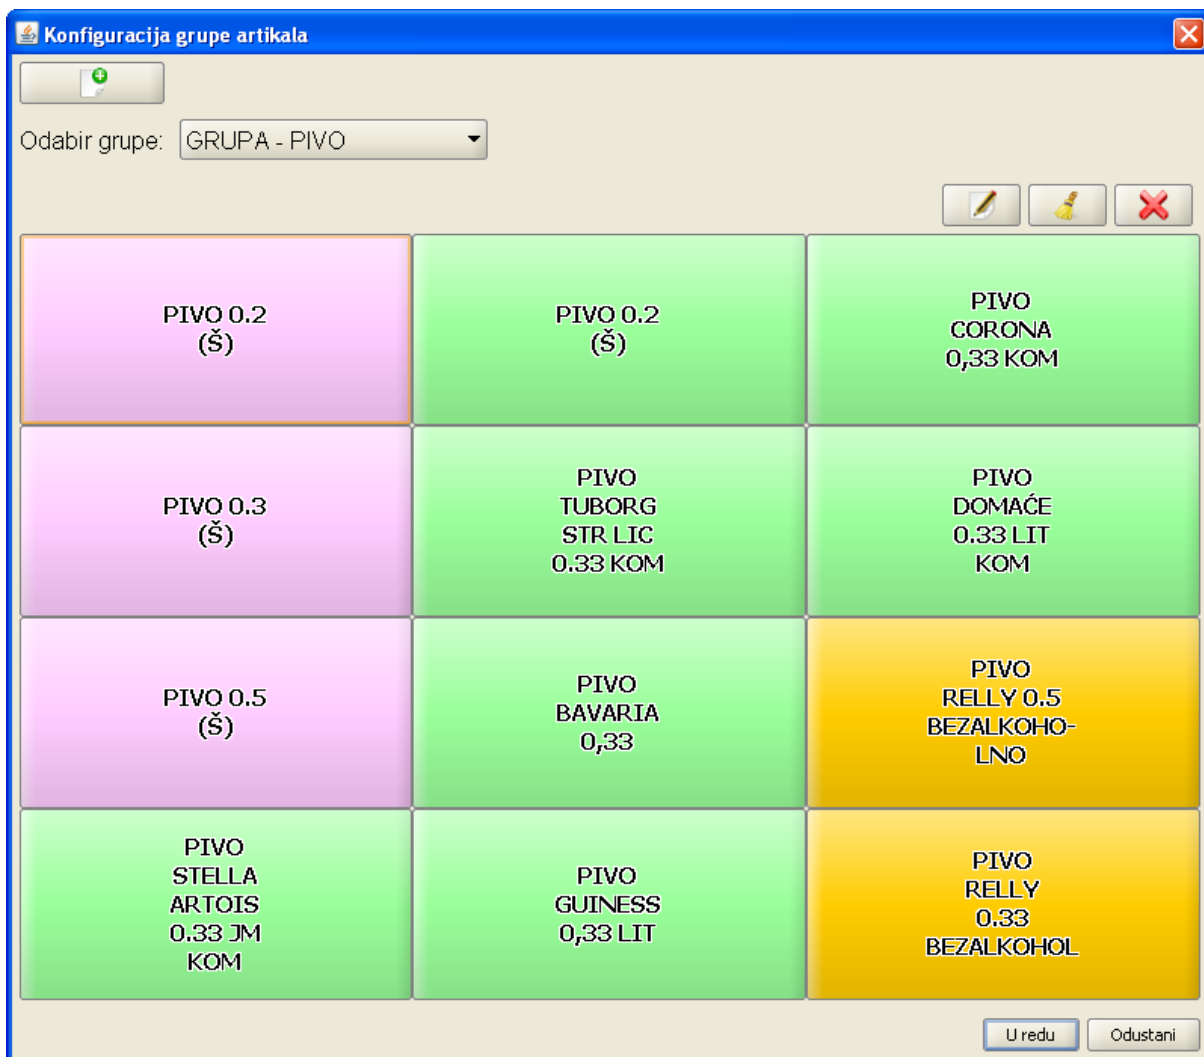 Konfiguracija grupe artikala
Odabir grupe: GRUPA - PIVO
PIVO 0.2
(Š)
PIVO 0.2
(Š)
PIVO
CORONA
0,33 KOM
PIVO 0.3
(Š)
PIVO
TUBORG
STR LIC
0.33 KOM
PIVO
DOMAĆE
0.33 LIT
KOM
PIVO 0.5
(Š)
PIVO
BAVARIA
0,33
PIVO
RELLY 0.5
BEZALKOHO-
LNO
PIVO
STELLA
ARTOIS
0.33 JM
KOM
PIVO
GUINESS
0,33 LIT
PIVO
RELLY
0.33
BEZALKOHOL
U redu
Odustani